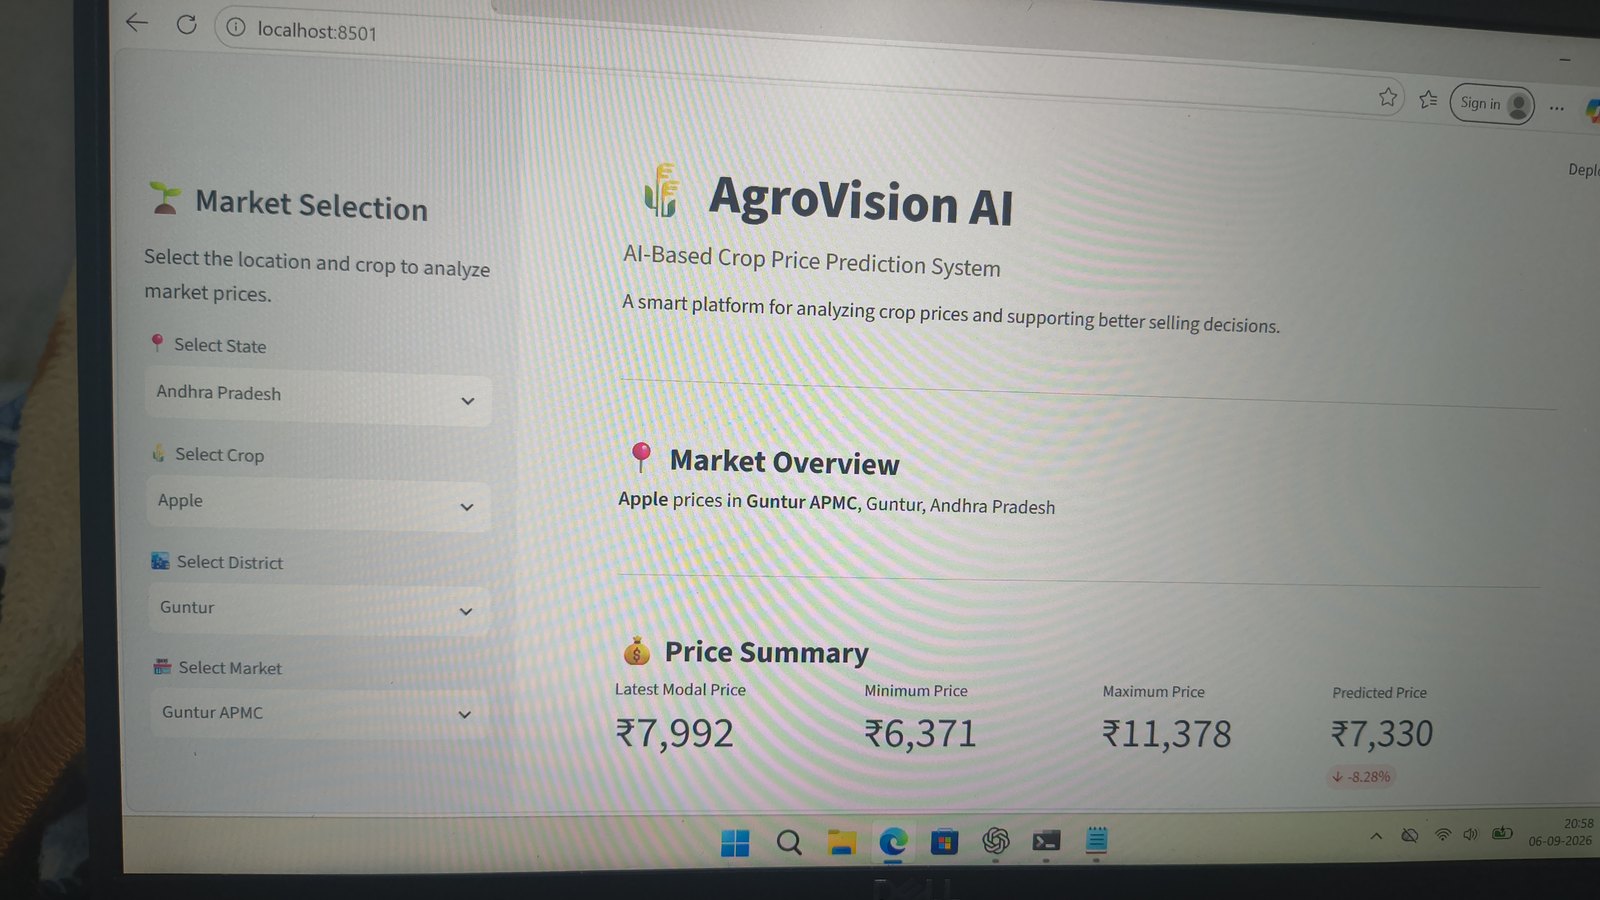 localhost:8501
Sign in
Market Selection
Select the location and crop to analyze
market prices.
Select State
Andhra Pradesh
Select Crop
Apple
Select District
Guntur
Select Market
Guntur APMC
AgroVision AI
AI-Based Crop Price Prediction System
A smart platform for analyzing crop prices and supporting better selling decisions.
Market Overview
Apple prices in Guntur APMC, Guntur, Andhra Pradesh
Price Summary
Latest Modal Price Minimum Price Maximum Price Predicted Price
₹7,992 ₹6,371 ₹11,378 ₹7,330
↓ -8.28%
20:58
06-09-2026